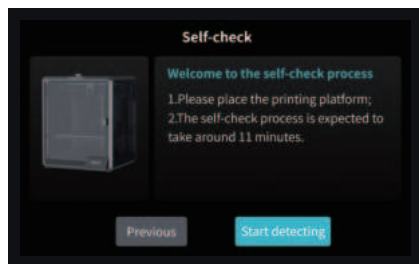 Self-check
Welcome to the self-check process
1.Please place the printing platform;
2.The self-check process is expected to
take around 11 minutes.
Previous
Start detecting